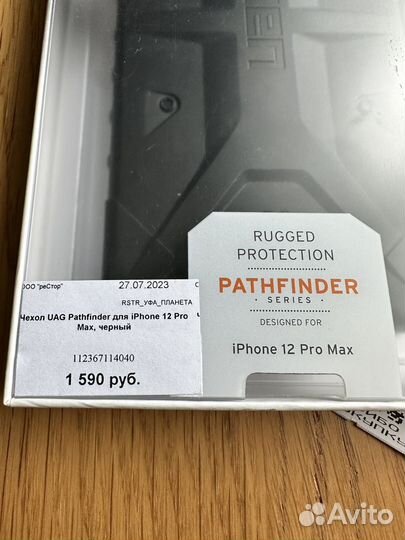 RUGGED
PROTECTION
PATHFINDER
SERIES
DESIGNED FOR
iPhone 12 Pro Max
ООО "реСтор"
27.07.2023
RSTR_УФА_ПЛАНЕТА
Чехол UAG Pathfinder для iPhone 12 Pro
Max, черный
112367114040
1 590 руб.
Avito